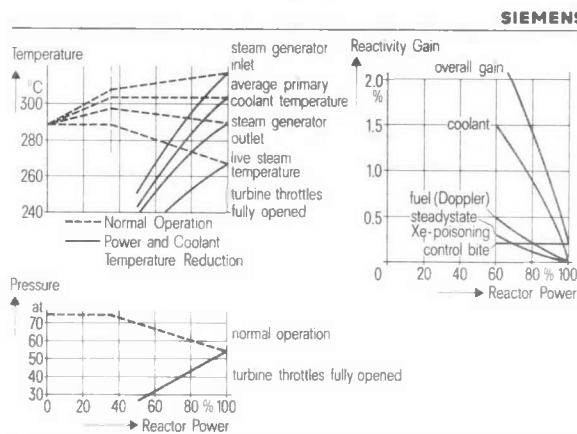 SIEMENS
Temperature
°C
300
280
260
240
steam generator
inlet
average primary
coolant temperature
steam generator
outlet
live steam
temperature
turbine throttles
fully opened
Normal Operation
Power and Coolant
Temperature Reduction
Reactivity Gain
2.0
%
1.5
1.0
0.5
0
overall gain
coolant
fuel (Doppler)
steadystate
Xe-poisoning
control bite
0 20 40 60 80 % 100
Reactor Power
Pressure
at
70
60
50
40
30
normal operation
turbine throttles fully opened
0 20 40 60 80 % 100
Reactor Power